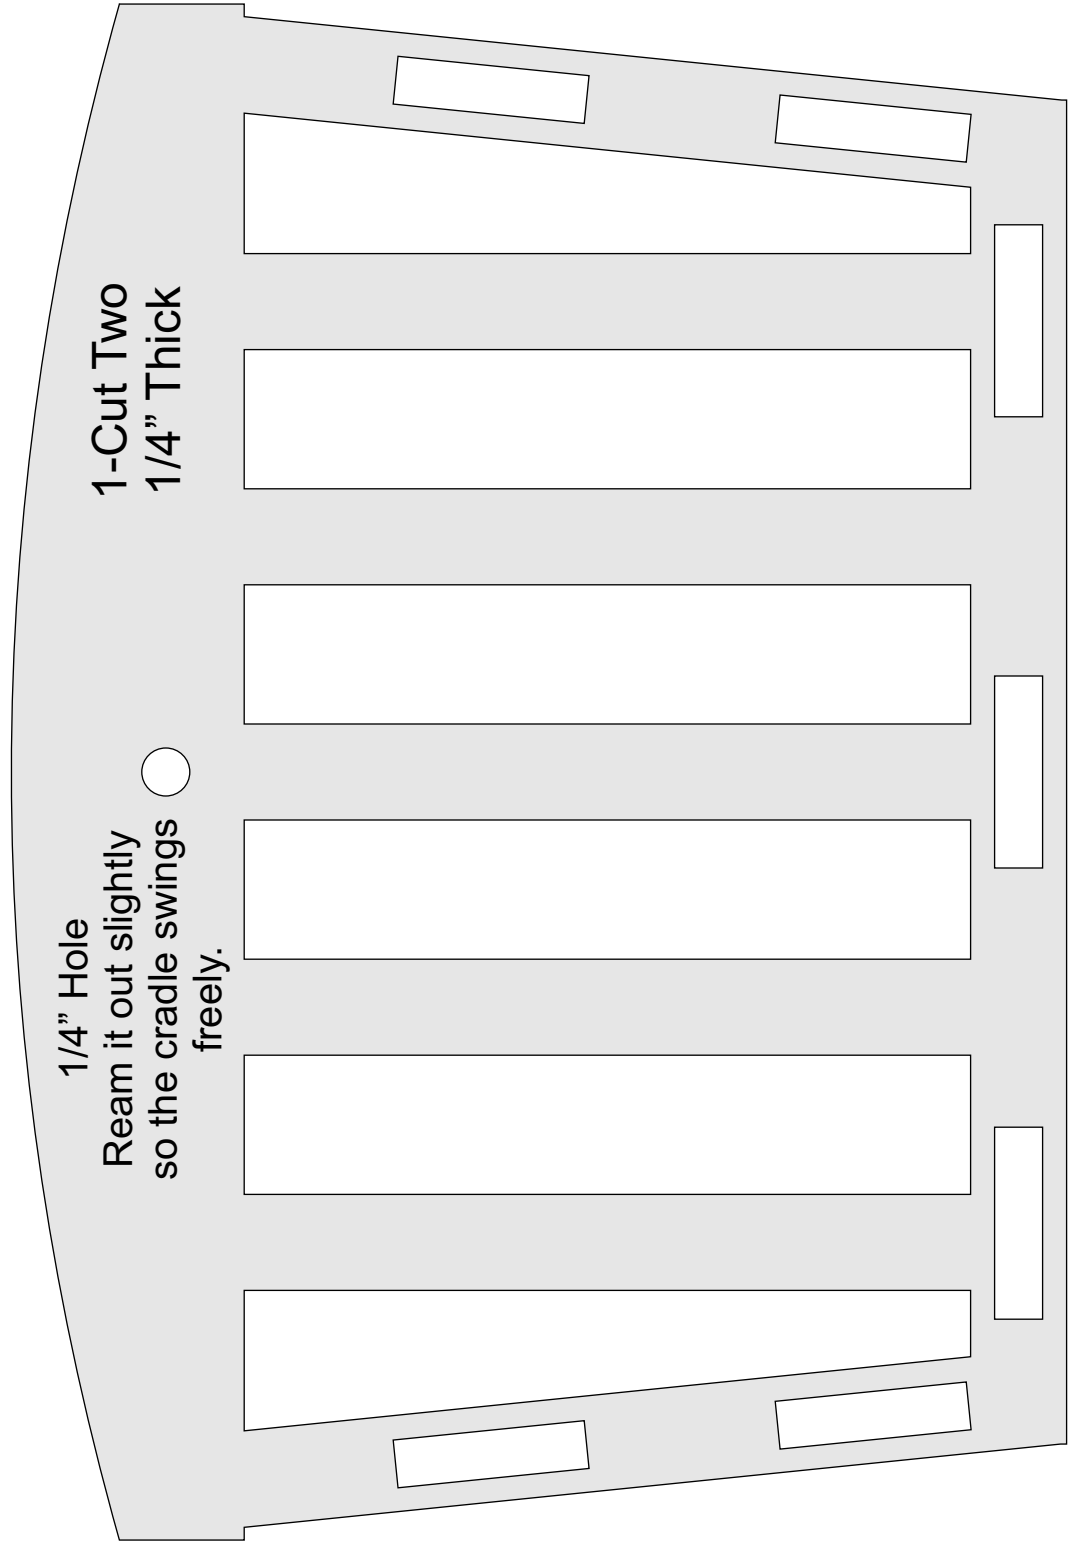 1-Cut Two
1/4” Thick
1/4” Hole
Ream it out slightly
so the cradle swings
freely.